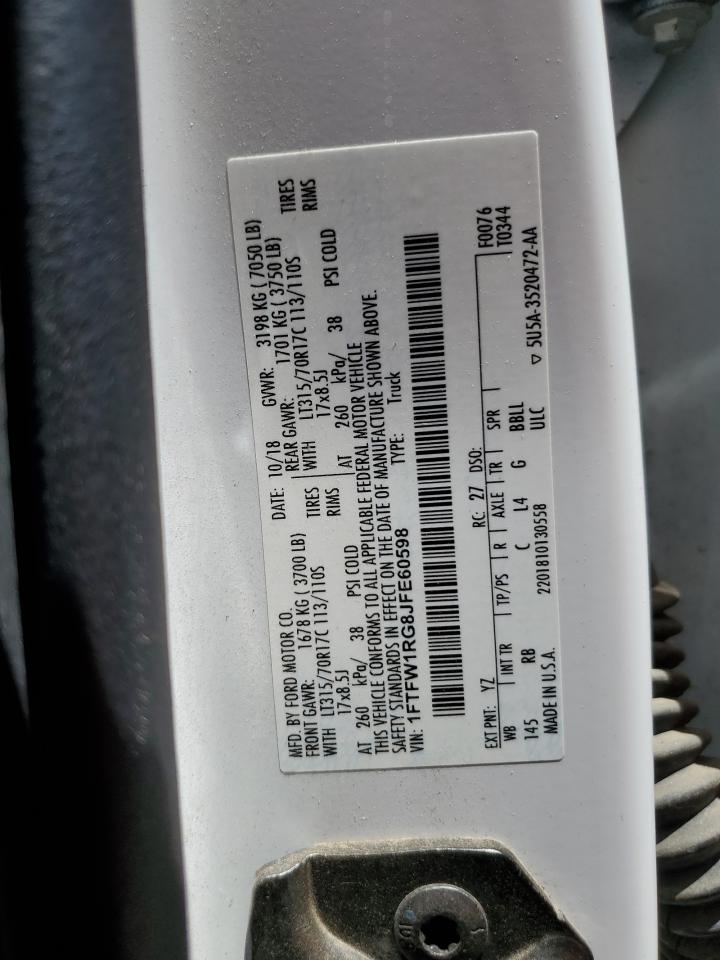 MFD. BY FORD MOTOR CO.
DATE: 10/18 GVWR: 3198 KG ( 7050 LB)
FRONT GAWR: 1678 KG ( 3700 LB) REAR GAWR: 1701 KG ( 3750 LB)
WITH LT315/70R17C 113/110S TIRES WITH LT315/70R17C 113/110S TIRES
17x8.5J RIMS 17x8.5J RIMS
AT 260 kPa/ 38 PSI COLD AT 260 kPa/ 38 PSI COLD
THIS VEHICLE CONFORMS TO ALL APPLICABLE FEDERAL MOTOR VEHICLE
SAFETY STANDARDS IN EFFECT ON THE DATE OF MANUFACTURE SHOWN ABOVE.
VIN: 1FTFW1RG8JFE60598 TYPE: Truck
EXT PNT: YZ RC: 27 DSO: F0076
WB INT TR TP/PS R AXLE TR SPR T0344
145 RB C L4 G BBLL
2201810130558 ULC
MADE IN U.S.A. ▽ 5U5A-3520472-AA